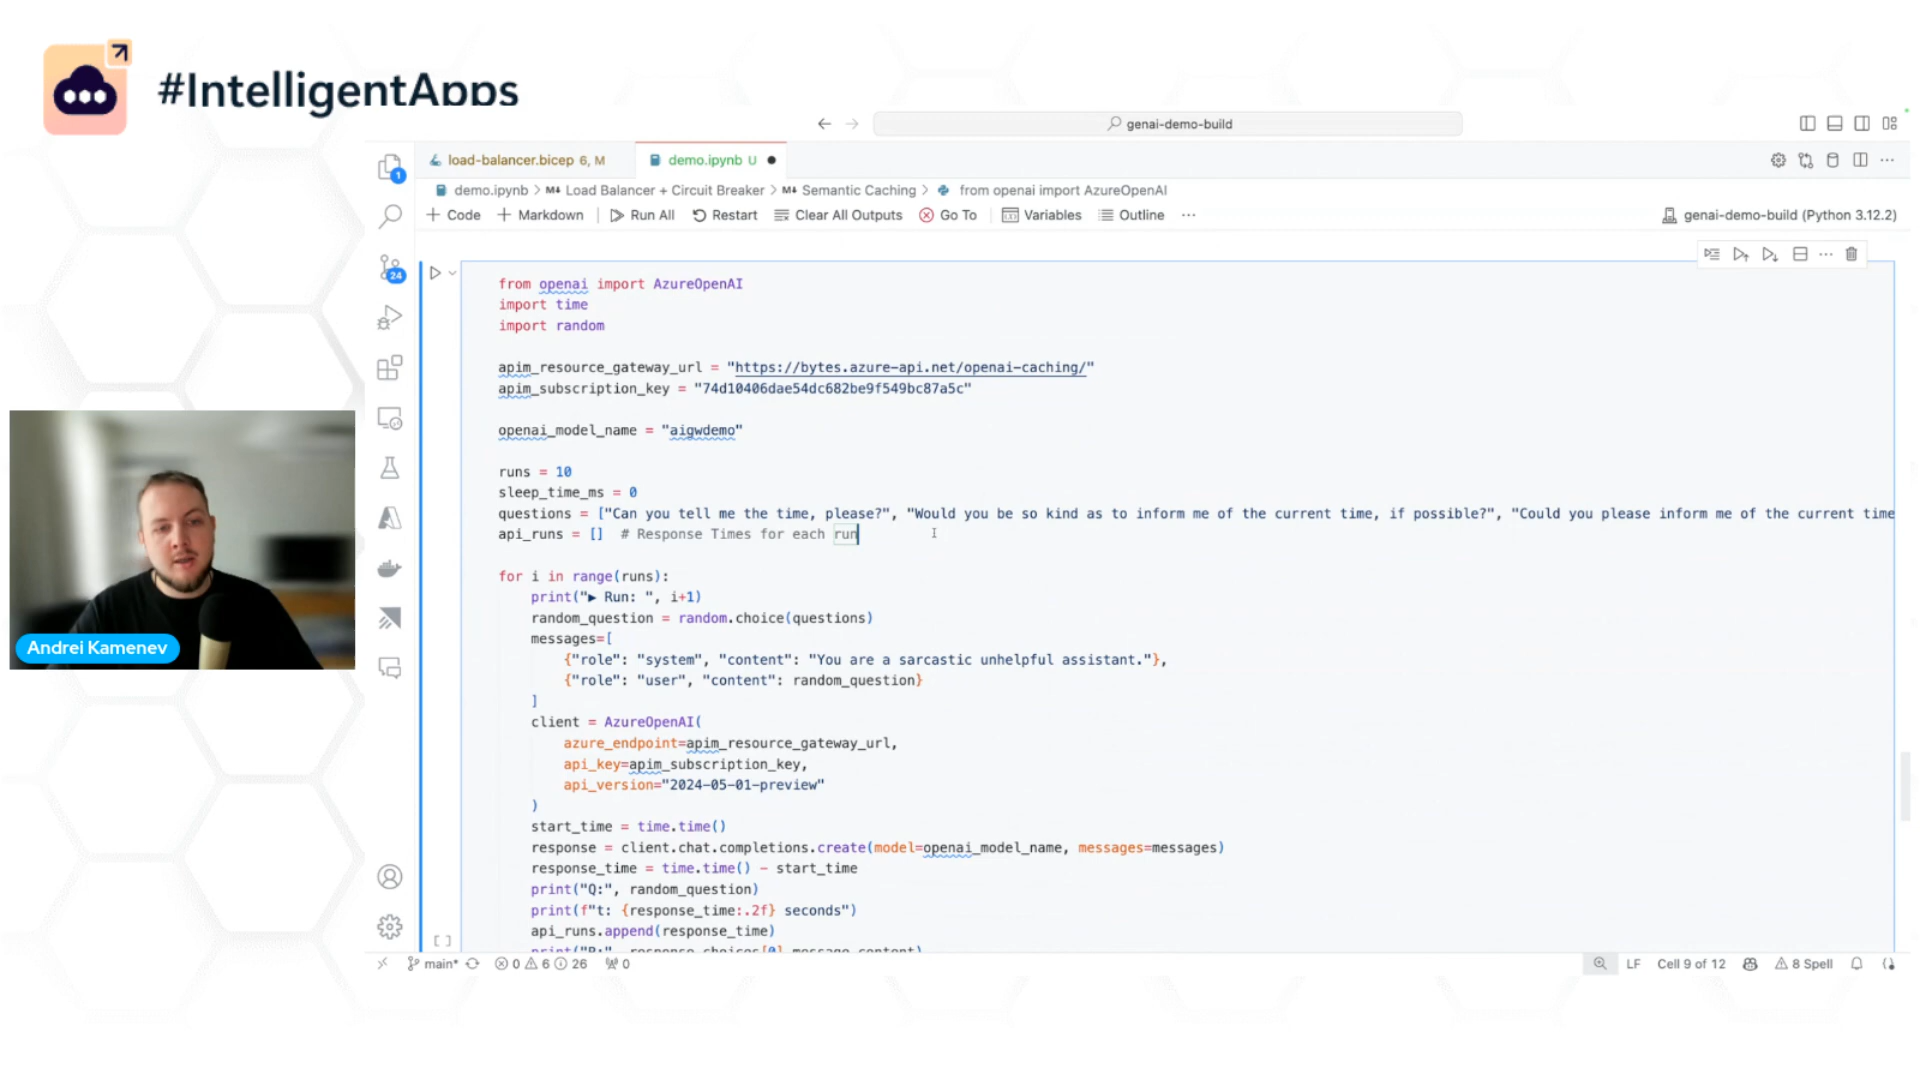 #IntelligentApps
genai-demo-build
load-balancer.bicep 6, M
demo.ipynb U
demo.ipynb > M↓ Load Balancer + Circuit Breaker > M↓ Semantic Caching > from openai import AzureOpenAI
+ Code + Markdown Run All Restart Clear All Outputs Go To Variables Outline ...
genai-demo-build (Python 3.12.2)
1
24
from openai import AzureOpenAI
import time
import random
apim_resource_gateway_url = "https://bytes.azure-api.net/openai-caching/"
apim_subscription_key = "74d10406dae54dc682be9f549bc87a5c"
openai_model_name = "aigwdemo"
runs = 10
sleep_time_ms = 0
questions = ["Can you tell me the time, please?", "Would you be so kind as to inform me of the current time, if possible?", "Could you please inform me of the current time
api_runs = [] # Response Times for each run
for i in range(runs):
print("▶ Run: ", i+1)
random_question = random.choice(questions)
messages=[
{"role": "system", "content": "You are a sarcastic unhelpful assistant."},
{"role": "user", "content": random_question}
]
client = AzureOpenAI(
azure_endpoint=apim_resource_gateway_url,
api_key=apim_subscription_key,
api_version="2024-05-01-preview"
)
start_time = time.time()
response = client.chat.completions.create(model=openai_model_name, messages=messages)
response_time = time.time() - start_time
print("Q:", random_question)
print(f"t: {response_time:.2f} seconds")
api_runs.append(response_time)
[ ]
Andrei Kamenev
main* 0 6 26 0
LF Cell 9 of 12 8 Spell